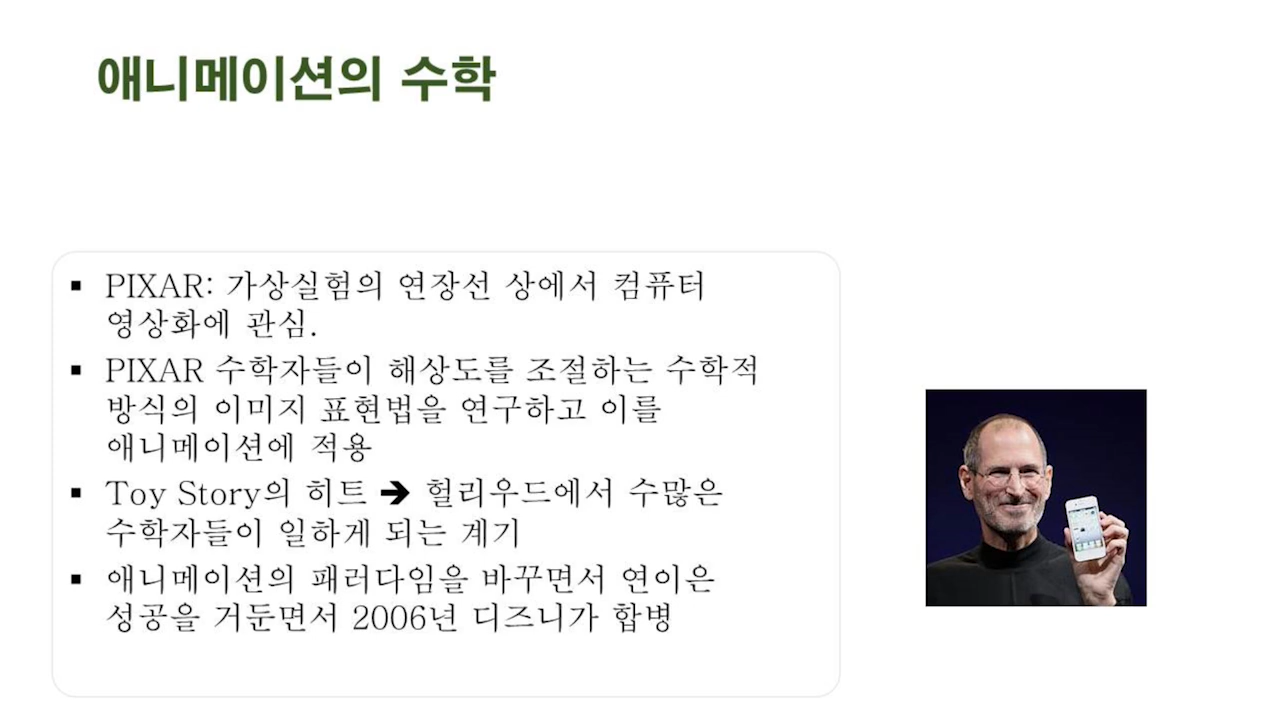 애니메이션의 수학
▪ PIXAR: 가상실험의 연장선 상에서 컴퓨터
영상화에 관심.
▪ PIXAR 수학자들이 해상도를 조절하는 수학적
방식의 이미지 표현법을 연구하고 이를
애니메이션에 적용
▪ Toy Story의 히트 ➔ 헐리우드에서 수많은
수학자들이 일하게 되는 계기
▪ 애니메이션의 패러다임을 바꾸면서 연이은
성공을 거둔면서 2006년 디즈니가 합병